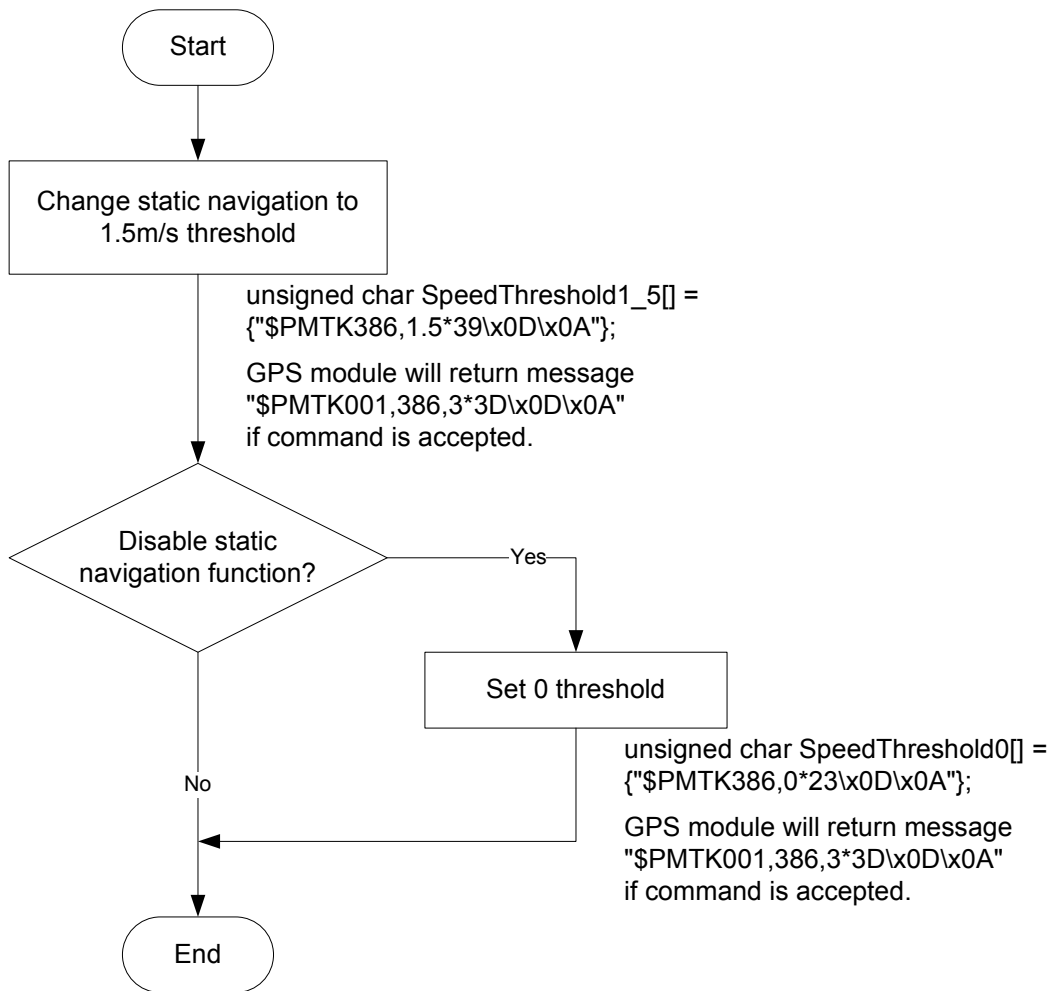 Start
Change static navigation to
1.5m/s threshold
unsigned char SpeedThreshold1_5[] =
{"$PMTK386,1.5*39\x0D\x0A"};
GPS module will return message
"$PMTK001,386,3*3D\x0D\x0A"
if command is accepted.
Disable static
navigation function?
Yes
Set 0 threshold
unsigned char SpeedThreshold0[] =
{"$PMTK386,0*23\x0D\x0A"};
No
GPS module will return message
"$PMTK001,386,3*3D\x0D\x0A"
if command is accepted.
End